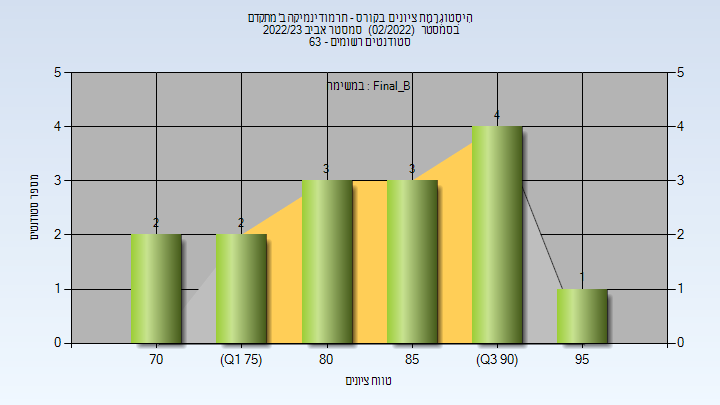 היסטוגרמת ציונים בקורס - תרמודינמיקה ב' מתקדם
בסמסטר (02/2022) סמסטר אביב 2022/23
סטודנטים רשומים - 63
במשימה : Final_B
5 5
4 4
3 3
2 2
1 1
0 0
2 2 3 3 4 1
מספר סטודנטים
70 (Q1 75) 80 85 (Q3 90) 95
טווח ציונים